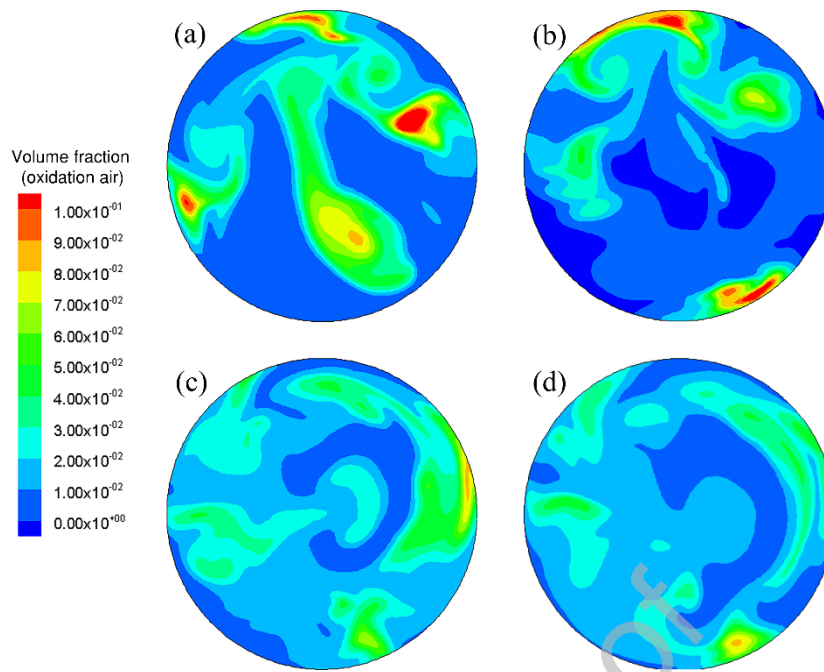 (a)
(b)
Volume fraction
(oxidation air)
1.00x10⁻⁰¹
9.00x10⁻⁰²
8.00x10⁻⁰²
7.00x10⁻⁰²
6.00x10⁻⁰²
5.00x10⁻⁰²
4.00x10⁻⁰²
3.00x10⁻⁰²
2.00x10⁻⁰²
1.00x10⁻⁰²
0.00x10⁺⁰⁰
(c)
(d)
of